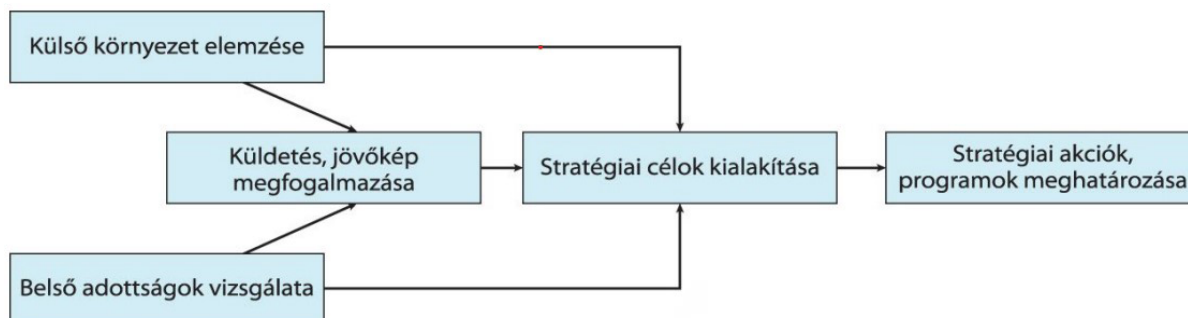 Külső környezet elemzése
Küldetés, jövőkép
megfogalmazása
Stratégiai célok kialakítása
Stratégiai akciók,
programok meghatározása
Belső adottságok vizsgálata